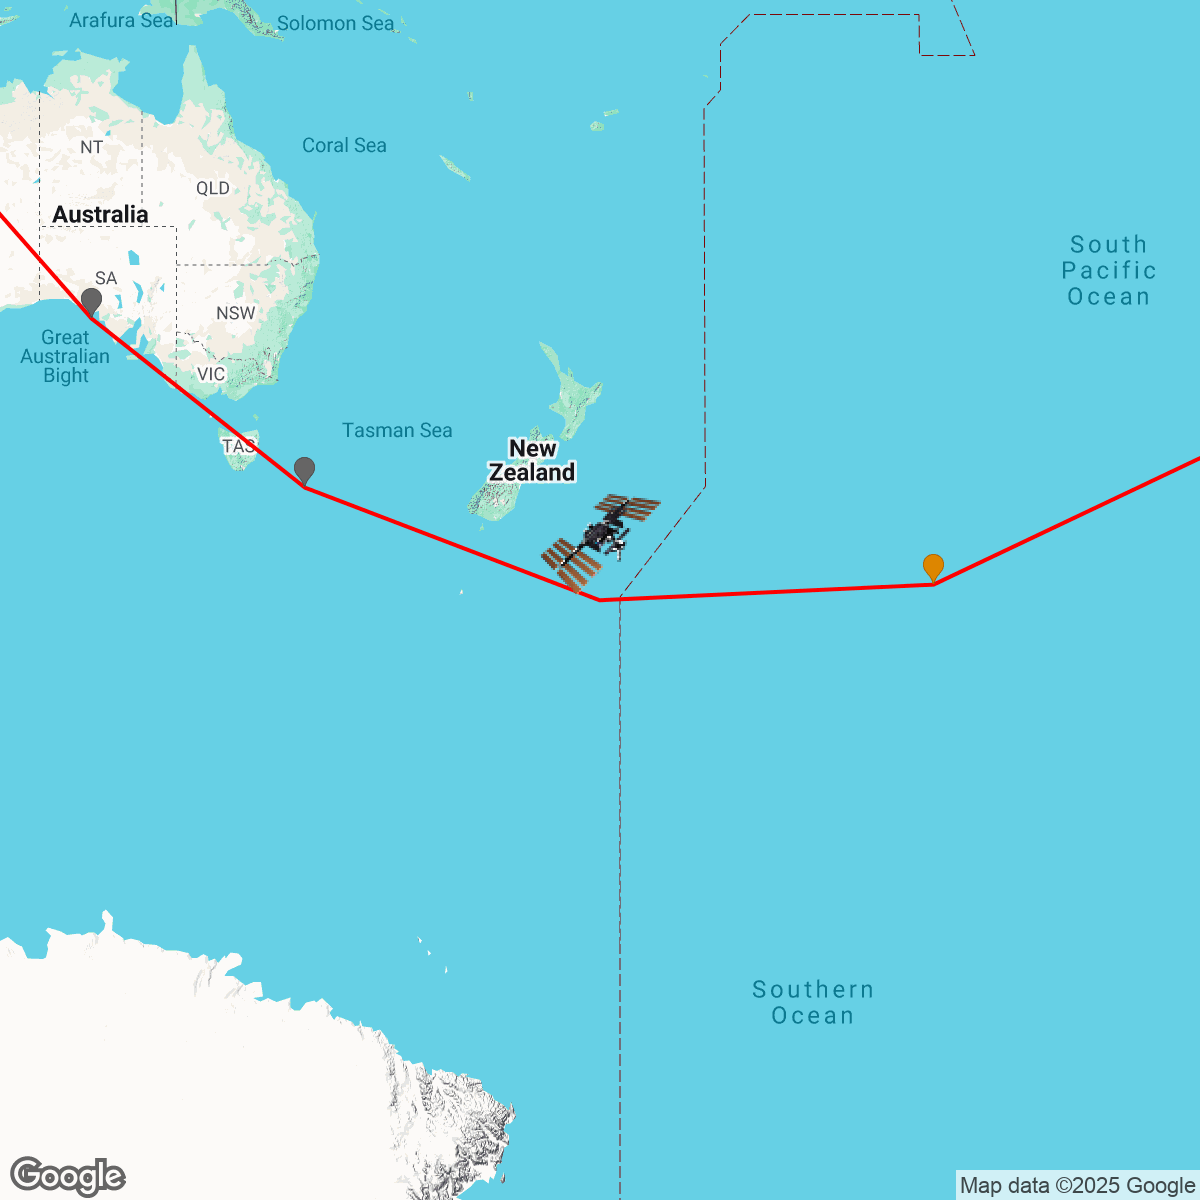 Arafura Sea
Solomon Sea
Coral Sea
NT
QLD
Australia
SA
NSW
Great
Australian
Bight
VIC
TAS
Tasman Sea
New
Zealand
South
Pacific
Ocean
Southern
Ocean
Google
Map data ©2025 Google